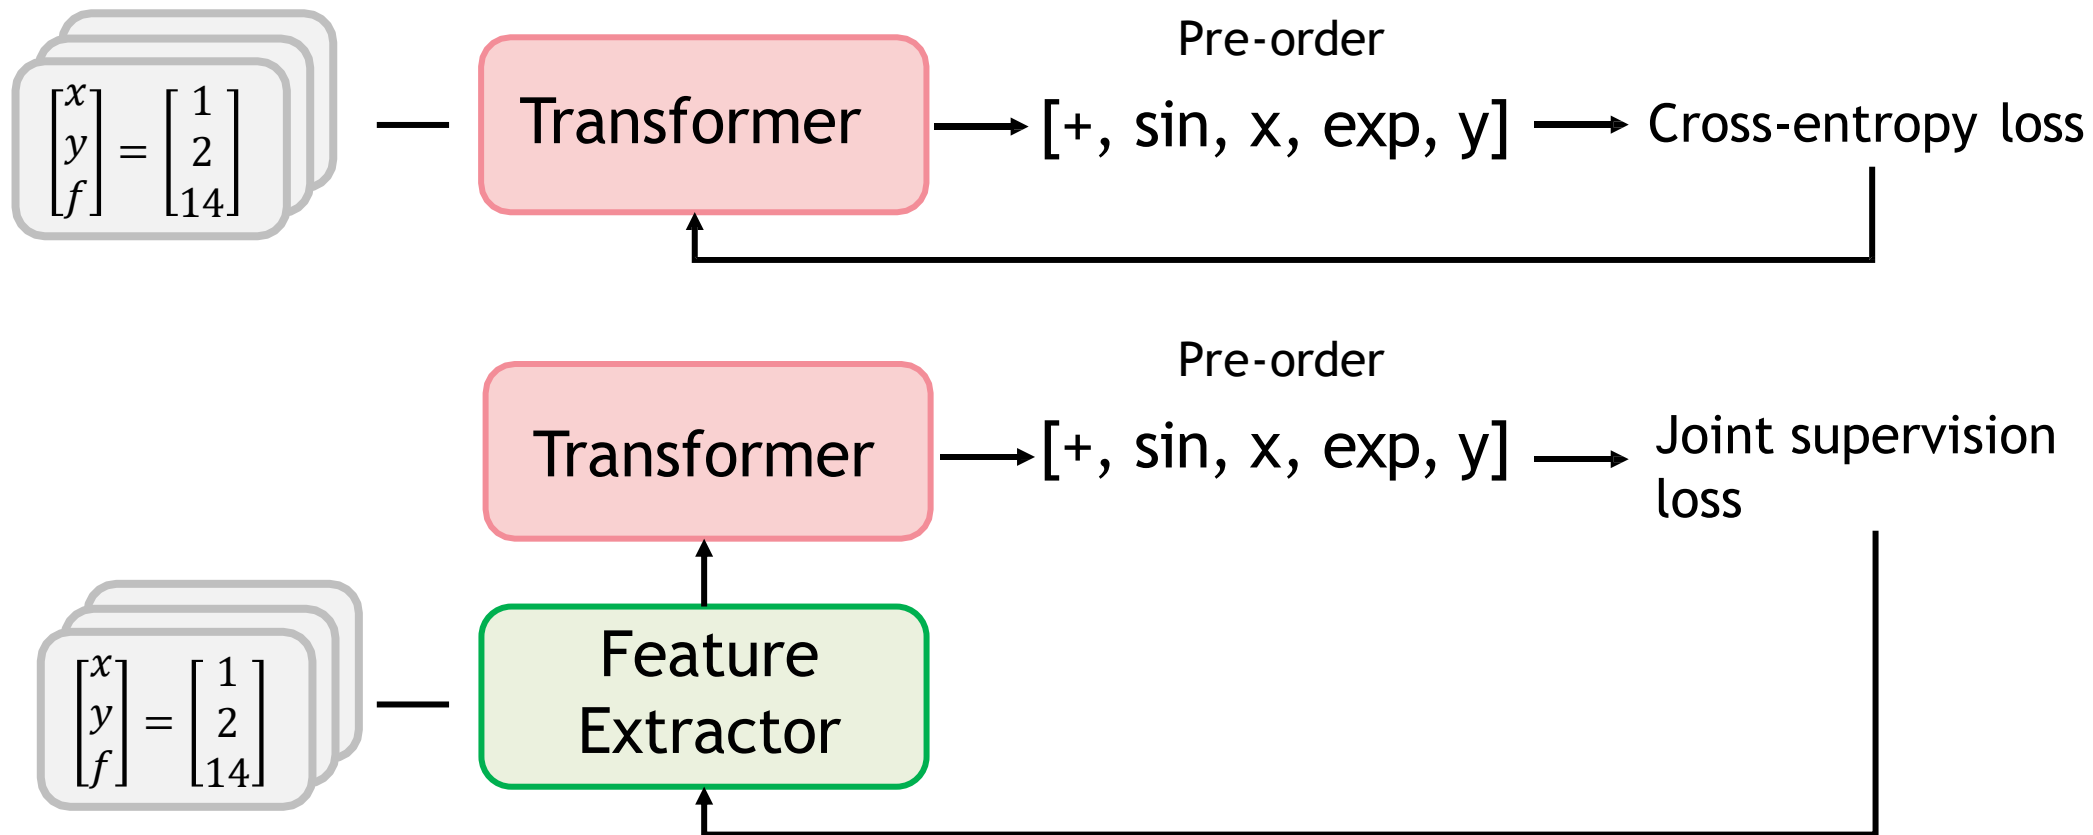 Pre-order
[x y f] = [1 2 14]
Transformer
[+, sin, x, exp, y]
Cross-entropy loss
Pre-order
Transformer
[+, sin, x, exp, y]
Joint supervision
loss
[x y f] = [1 2 14]
Feature
Extractor